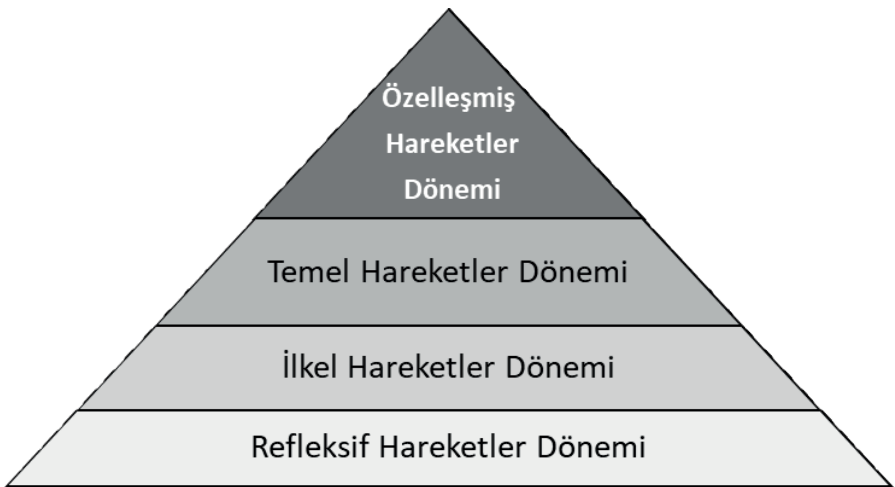 Özelleşmiş
Hareketler
Dönemi
Temel Hareketler Dönemi
İlkel Hareketler Dönemi
Refleksif Hareketler Dönemi